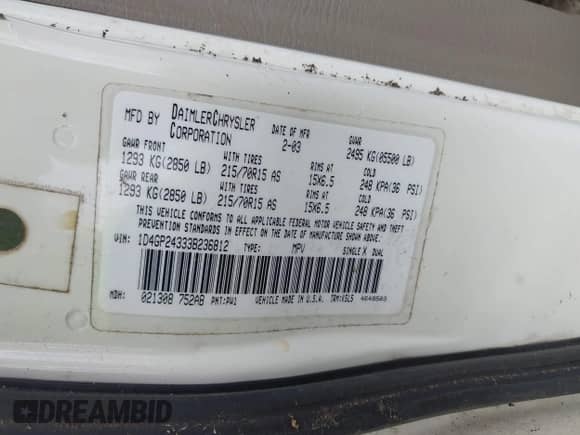 MFD BY DAIMLERCHRYSLER CORPORATION DATE OF MFR 2-03 GVWR 2495 KG(05500 LB)
GAWR FRONT WITH TIRES RIMS AT COLD
1293 KG(2850 LB) 215/70R15 AS 15X6.5 248 KPA(36 PSI)
GAWR REAR WITH TIRES RIMS AT COLD
1293 KG(2850 LB) 215/70R15 AS 15X6.5 248 KPA(36 PSI)
THIS VEHICLE CONFORMS TO ALL APPLICABLE FEDERAL MOTOR VEHICLE SAFETY, BUMPER, AND THEFT
PREVENTION STANDARDS IN EFFECT ON THE DATE OF MANUFACTURE SHOWN ABOVE.
VIN: 1D4GP24333B236812 TYPE: MPV SINGLE X DUAL
MDH: 021308 752AB PNT:PW1 VEHICLE MADE IN U.S.A. TRM:K5L5
DREAMBID